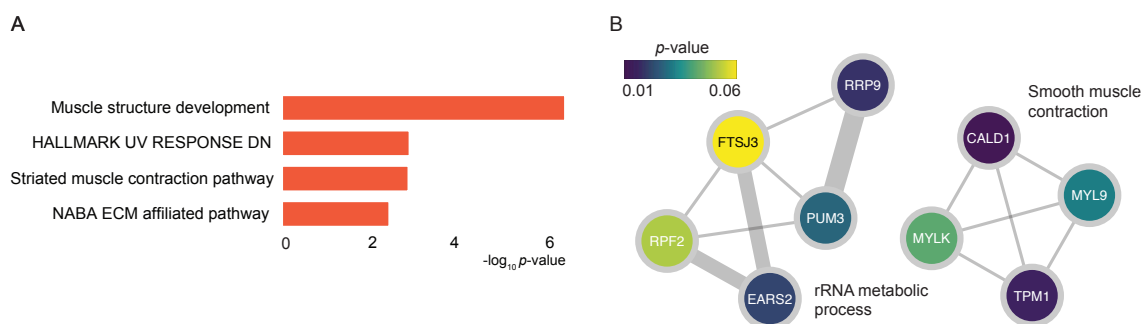 A
Muscle structure development
HALLMARK UV RESPONSE DN
Striated muscle contraction pathway
NABA ECM affiliated pathway
0 2 4 6
-log10 p-value
B
p-value
0.01 0.06
RRP9
FTSJ3
PUM3
RPF2
EARS2
rRNA metabolic
process
Smooth muscle
contraction
CALD1
MYL9
MYLK
TPM1